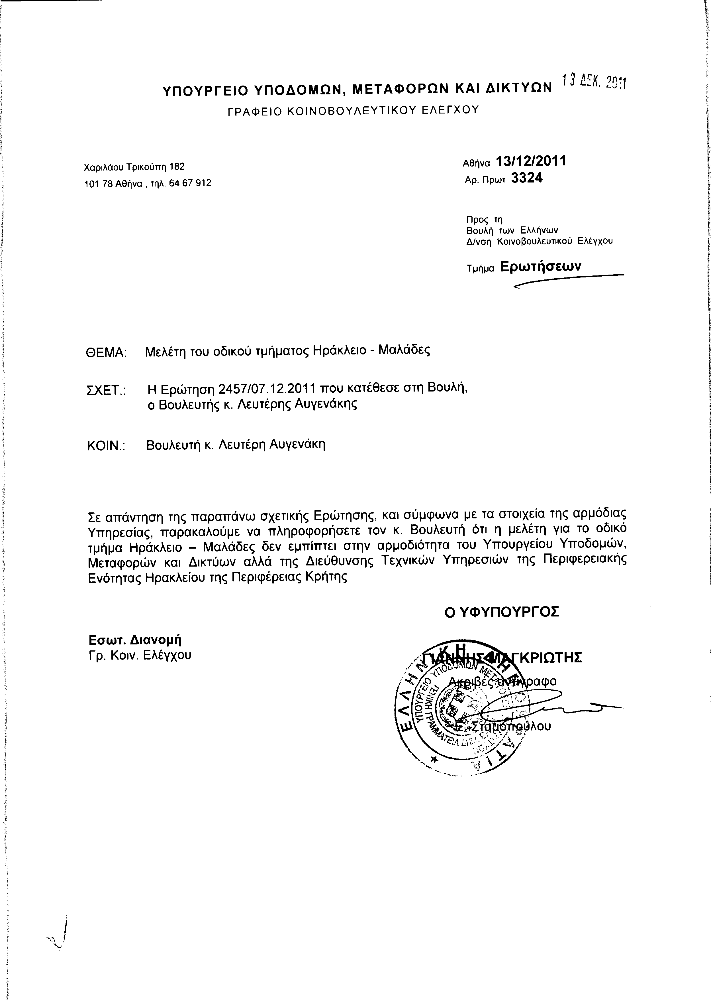 13 ΔΕΚ. 2011
ΥΠΟΥΡΓΕΙΟ ΥΠΟΔΟΜΩΝ, ΜΕΤΑΦΟΡΩΝ ΚΑΙ ΔΙΚΤΥΩΝ
ΓΡΑΦΕΙΟ ΚΟΙΝΟΒΟΥΛΕΥΤΙΚΟΥ ΕΛΕΓΧΟΥ
Χαριλάου Τρικούπη 182
101 78 Αθήνα , τηλ. 64 67 912
Αθήνα 13/12/2011
Αρ. Πρωτ 3324
Προς τη
Βουλή των Ελλήνων
Δ/νση Κοινοβουλευτικού Ελέγχου
Τμήμα Ερωτήσεων
ΘΕΜΑ: Μελέτη του οδικού τμήματος Ηράκλειο - Μαλάδες
ΣΧΕΤ.: Η Ερώτηση 2457/07.12.2011 που κατέθεσε στη Βουλή,
ο Βουλευτής κ. Λευτέρης Αυγενάκης
ΚΟΙΝ.: Βουλευτή κ. Λευτέρη Αυγενάκη
Σε απάντηση της παραπάνω σχετικής Ερώτησης, και σύμφωνα με τα στοιχεία της αρμόδιας
Υπηρεσίας, παρακαλούμε να πληροφορήσετε τον κ. Βουλευτή ότι η μελέτη για το οδικό
τμήμα Ηράκλειο – Μαλάδες δεν εμπίπτει στην αρμοδιότητα του Υπουργείου Υποδομών,
Μεταφορών και Δικτύων αλλά της Διεύθυνσης Τεχνικών Υπηρεσιών της Περιφερειακής
Ενότητας Ηρακλείου της Περιφέρειας Κρήτης
Ο ΥΦΥΠΟΥΡΓΟΣ
Εσωτ. Διανομή
Γρ. Κοιν. Ελέγχου
ΓΙΑΝΝΗΣ ΜΑΓΚΡΙΩΤΗΣ
Ακριβές αντίγραφο
Ε. Σταμοπούλου
ΕΛΛΗΝΙΚΗ ΔΗΜΟΚΡΑΤΙΑ
ΥΠΟΥΡΓΕΙΟ ΥΠΟΔΟΜΩΝ
ΓΕΝΙΚΗ ΓΡΑΜΜΑΤΕΙΑ